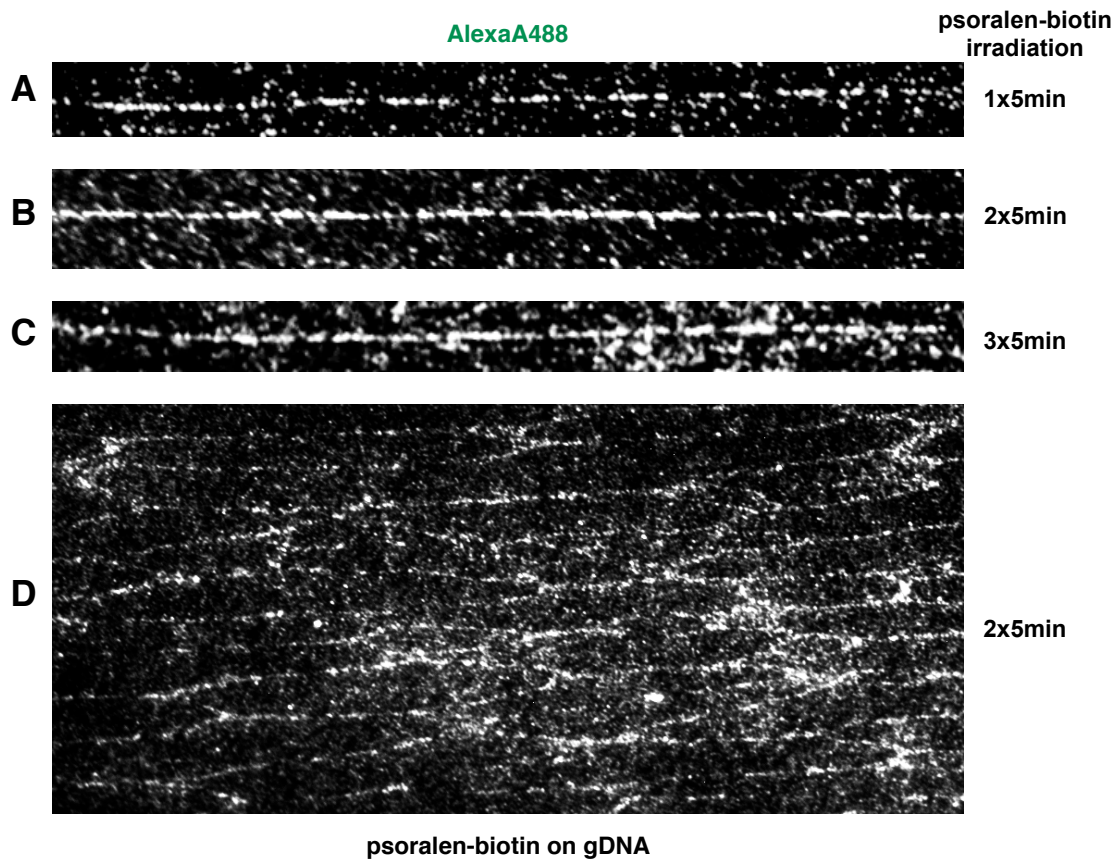 AlexaA488
psoralen-biotin
irradiation
A
1x5min
B
2x5min
C
3x5min
D
2x5min
psoralen-biotin on gDNA